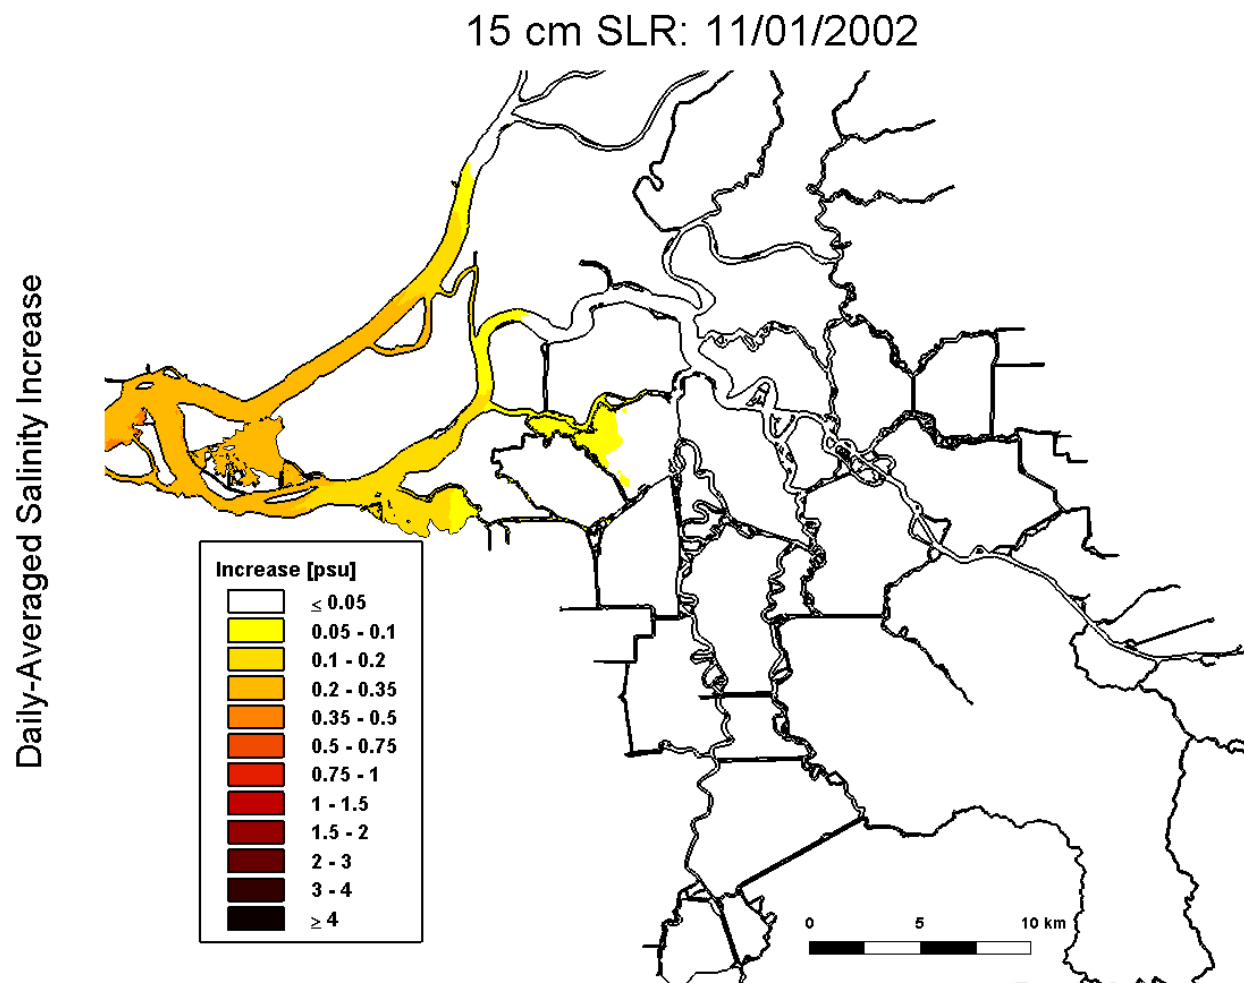 15 cm SLR: 11/01/2002
Daily-Averaged Salinity Increase
Increase [psu]
≤ 0.05
0.05 - 0.1
0.1 - 0.2
0.2 - 0.35
0.35 - 0.5
0.5 - 0.75
0.75 - 1
1 - 1.5
1.5 - 2
2 - 3
3 - 4
≥ 4
0 5 10 km